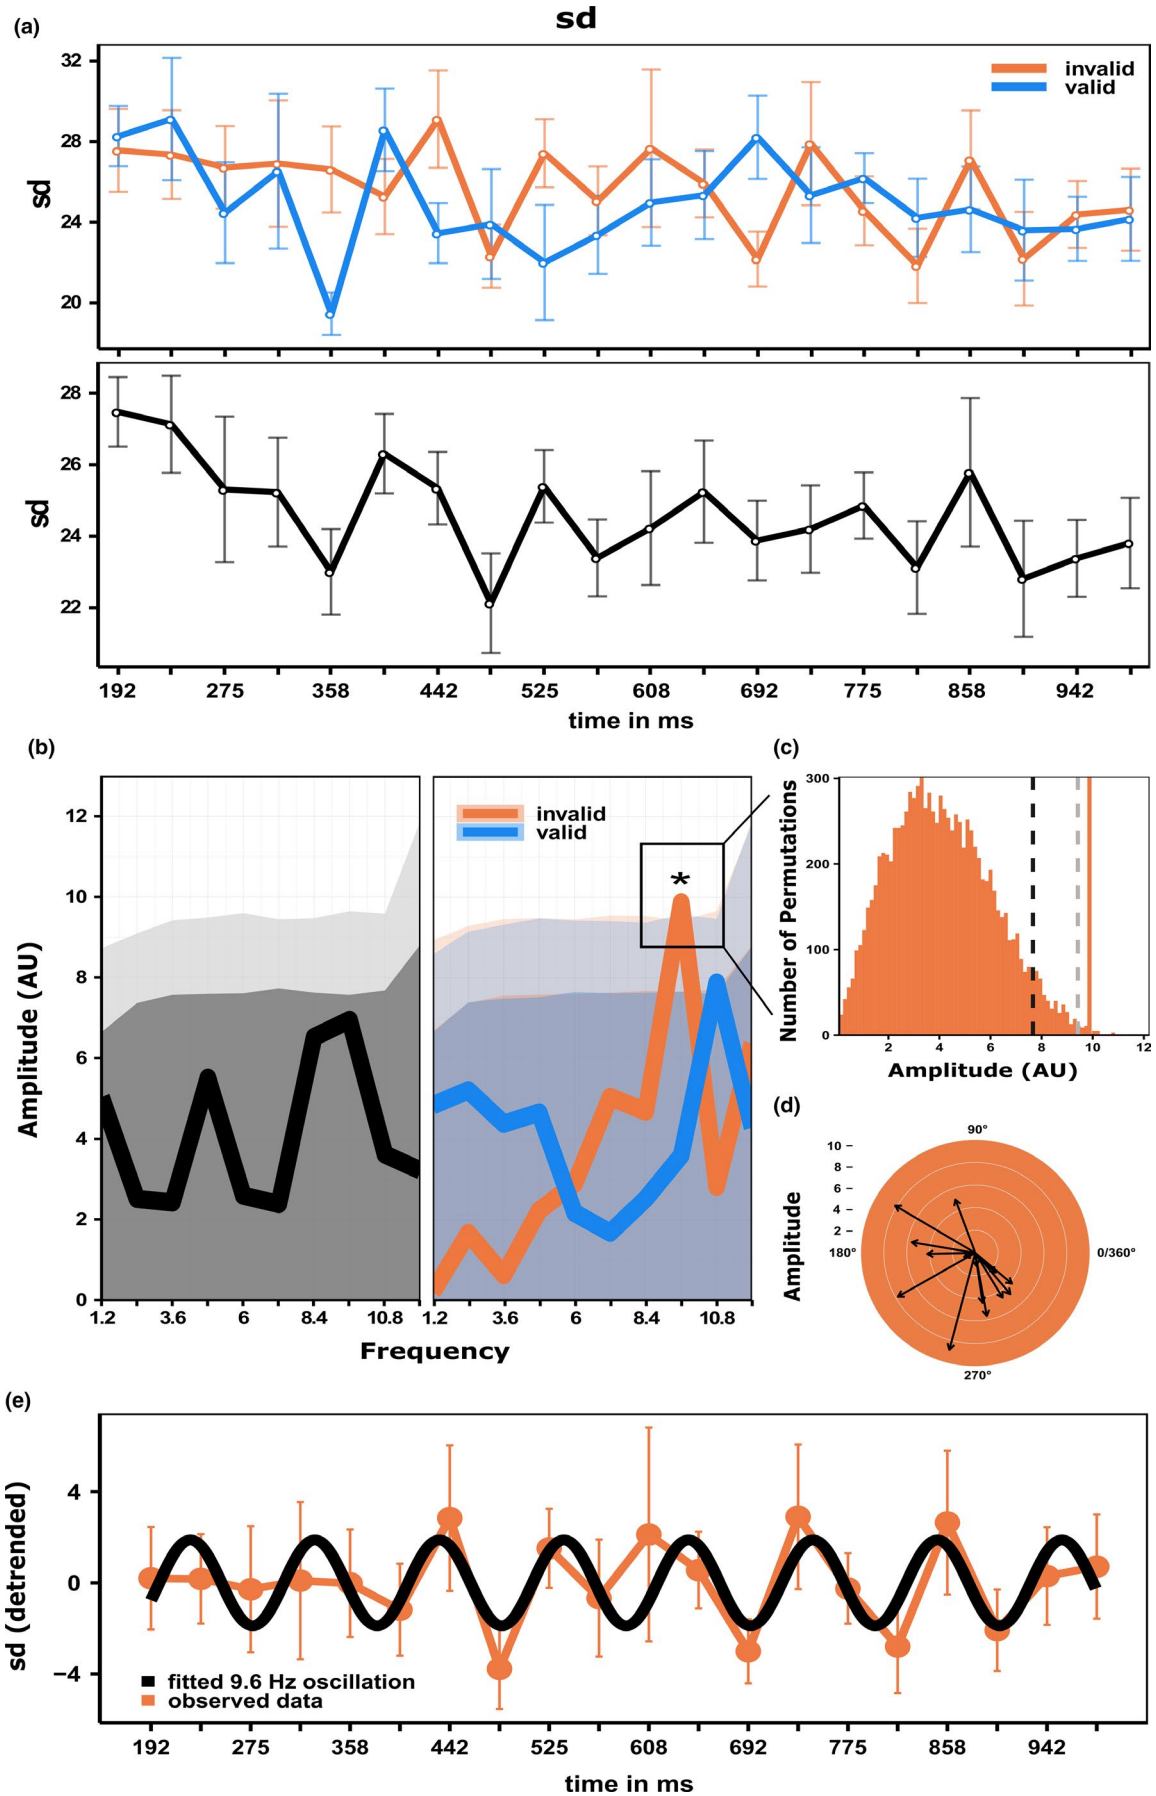 (a)
sd
32
28
24
20
sd
invalid
valid
28
26
24
22
sd
192 275 358 442 525 608 692 775 858 942
time in ms
(b)
12
10
8
6
4
2
0
Amplitude (AU)
1.2 3.6 6 8.4 10.8
invalid
valid
*
1.2 3.6 6 8.4 10.8
Frequency
(c)
300
200
100
0
Number of Permutations
2 4 6 8 10 12
Amplitude (AU)
(d)
90°
10
8
6
4
2
Amplitude
180°
0/360°
270°
(e)
4
0
−4
sd (detrended)
fitted 9.6 Hz oscillation
observed data
192 275 358 442 525 608 692 775 858 942
time in ms